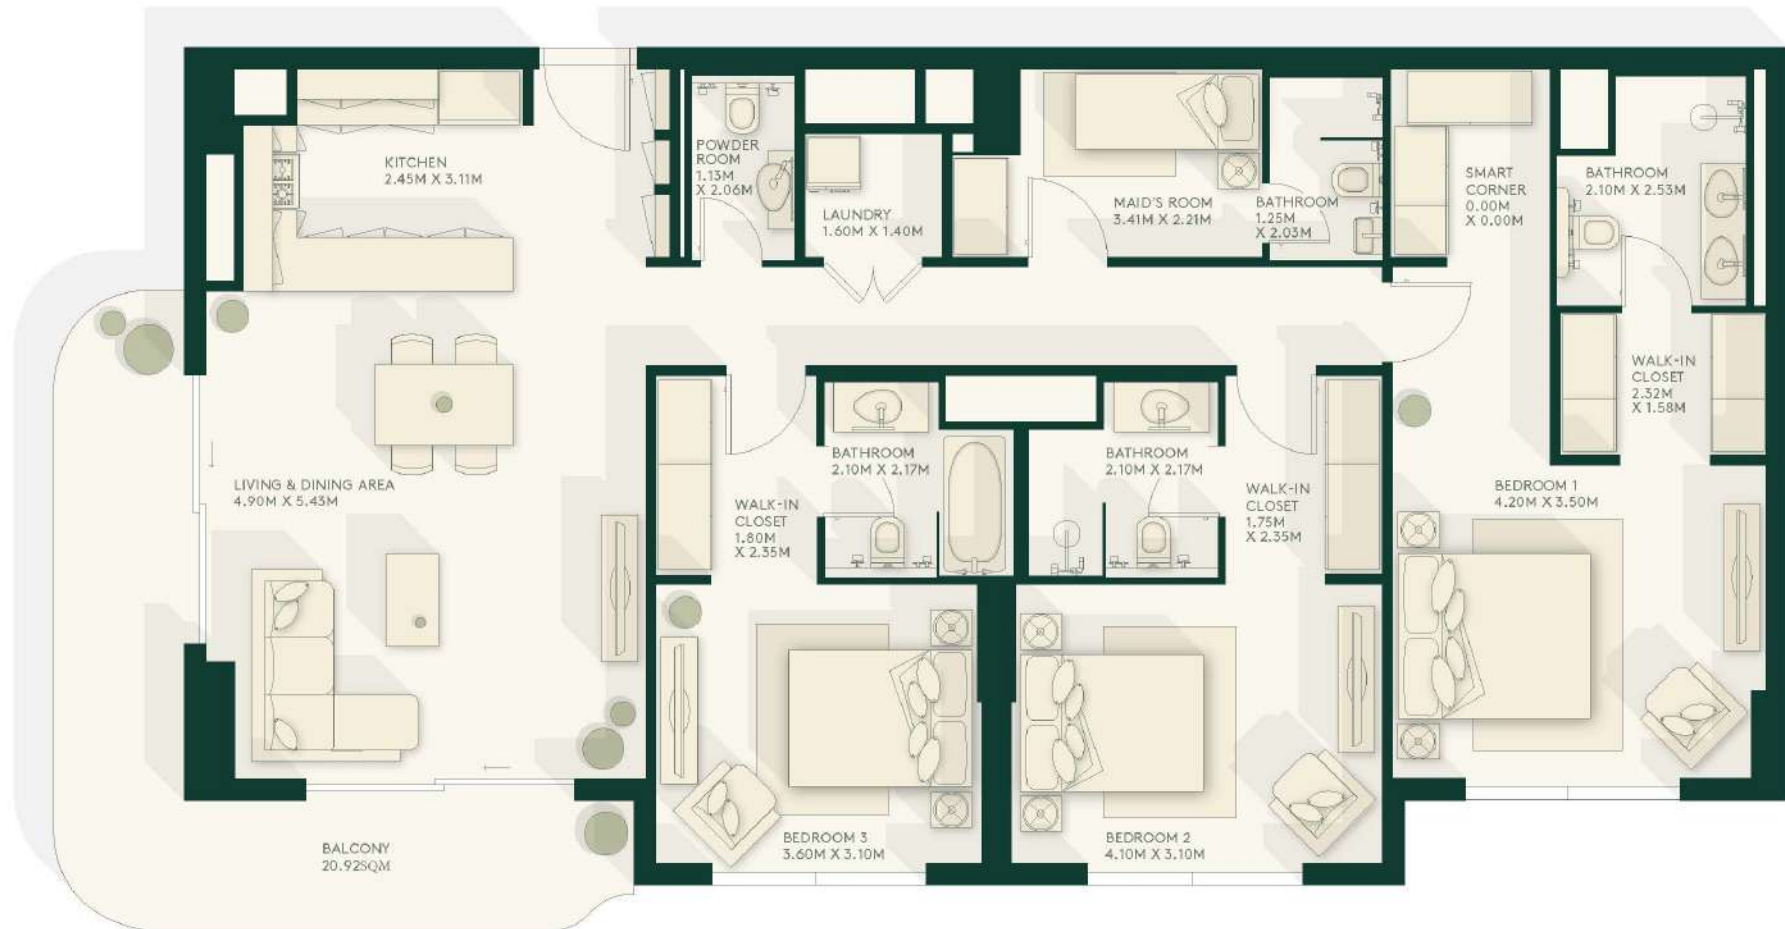 KITCHEN
2.45M X 3.11M
POWDER
ROOM
1.13M
X 2.06M
LAUNDRY
1.60M X 1.40M
MAID'S ROOM
3.41M X 2.21M
BATHROOM
1.25M
X 2.03M
SMART
CORNER
0.00M
X 0.00M
BATHROOM
2.10M X 2.53M
WALK-IN
CLOSET
2.32M
X 1.58M
LIVING & DINING AREA
4.90M X 5.43M
WALK-IN
CLOSET
1.80M
X 2.35M
BATHROOM
2.10M X 2.17M
BATHROOM
2.10M X 2.17M
WALK-IN
CLOSET
1.75M
X 2.35M
BEDROOM 1
4.20M X 3.50M
BALCONY
20.92SQM
BEDROOM 3
3.60M X 3.10M
BEDROOM 2
4.10M X 3.10M